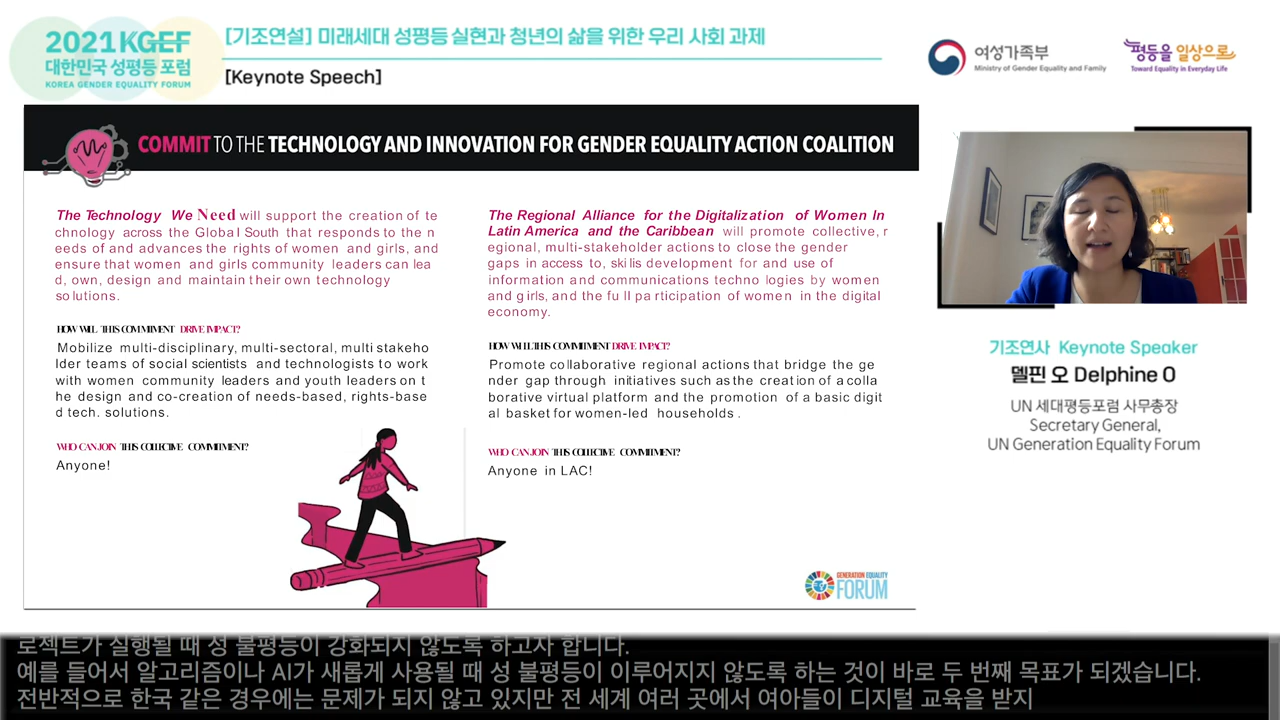 2021 KGEF
대한민국 성평등 포럼
KOREA GENDER EQUALITY FORUM
[기조연설] 미래세대 성평등 실현과 청년의 삶을 위한 우리 사회 과제
[Keynote Speech]
여성가족부
Ministry of Gender Equality and Family
평등을 일상으로
Toward Equality in Everyday Life
COMMIT TO THE TECHNOLOGY AND INNOVATION FOR GENDER EQUALITY ACTION COALITION
The Technology We Need will support the creation of te
chnology across the Global South that responds to the n
eeds of and advances the rights of women and girls, and
ensure that women and girls community leaders can lea
d, own, design and maintain their own technology
solutions.
HOW WILL THIS COMMITMENT DRIVE IMPACT?
Mobilize multi-disciplinary, multi-sectoral, multi stakeho
lder teams of social scientists and technologists to work
with women community leaders and youth leaders on t
he design and co-creation of needs-based, rights-base
d tech. solutions.
WHO CAN JOIN THIS COLLECTIVE COMMITMENT?
Anyone!
The Regional Alliance for the Digitalization of Women In
Latin America and the Caribbean will promote collective, r
egional, multi-stakeholder actions to close the gender
gaps in access to, skills development for and use of
information and communications techno logies by women
and girls, and the fu ll pa rticipation of women in the digital
economy.
HOW WILL THIS COMMITMENT DRIVE IMPACT?
Promote collaborative regional actions that bridge the ge
nder gap through initiatives such as the creation of a colla
borative virtual platform and the promotion of a basic digit
al basket for women-led households .
WHO CAN JOIN THIS COLLECTIVE COMMITMENT?
Anyone in LAC!
GENERATION EQUALITY
FORUM
기조연사 Keynote Speaker
델핀 오 Delphine O
UN 세대평등포럼 사무총장
Secretary General,
UN Generation Equality Forum
로젝트가 실행될 때 성 불평등이 강화되지 않도록 하고자 합니다.
예를 들어서 알고리즘이나 AI가 새롭게 사용될 때 성 불평등이 이루어지지 않도록 하는 것이 바로 두 번째 목표가 되겠습니다.
전반적으로 한국 같은 경우에는 문제가 되지 않고 있지만 전 세계 여러 곳에서 여아들이 디지털 교육을 받지